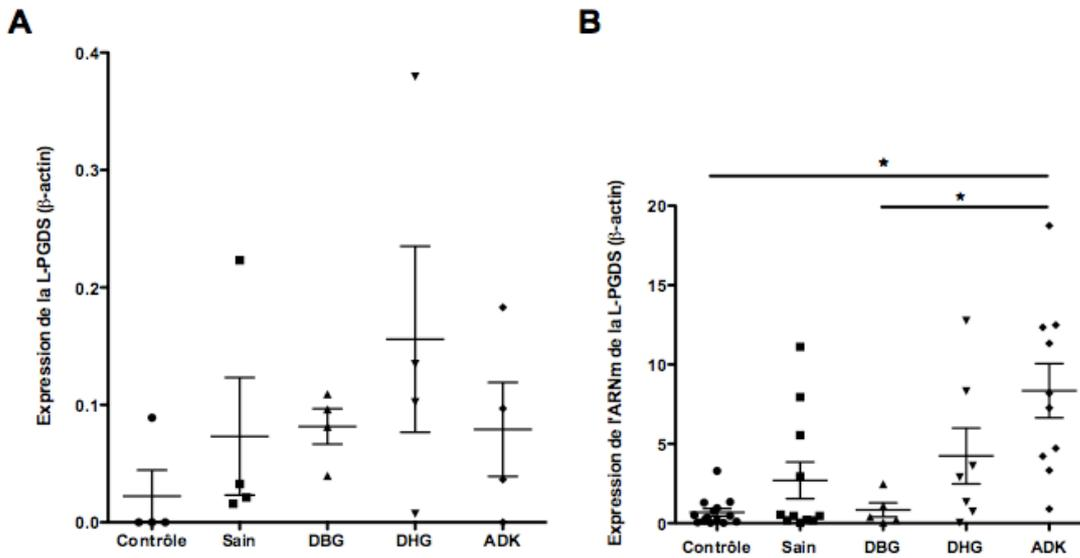 A
B
Expression de la L-PGDS (β-actin)
0.4
0.3
0.2
0.1
0.0
Contrôle Sain DBG DHG ADK
Expression de l'ARNm de la L-PGDS (β-actin)
*
*
20
15
10
5
0
Contrôle Sain DBG DHG ADK